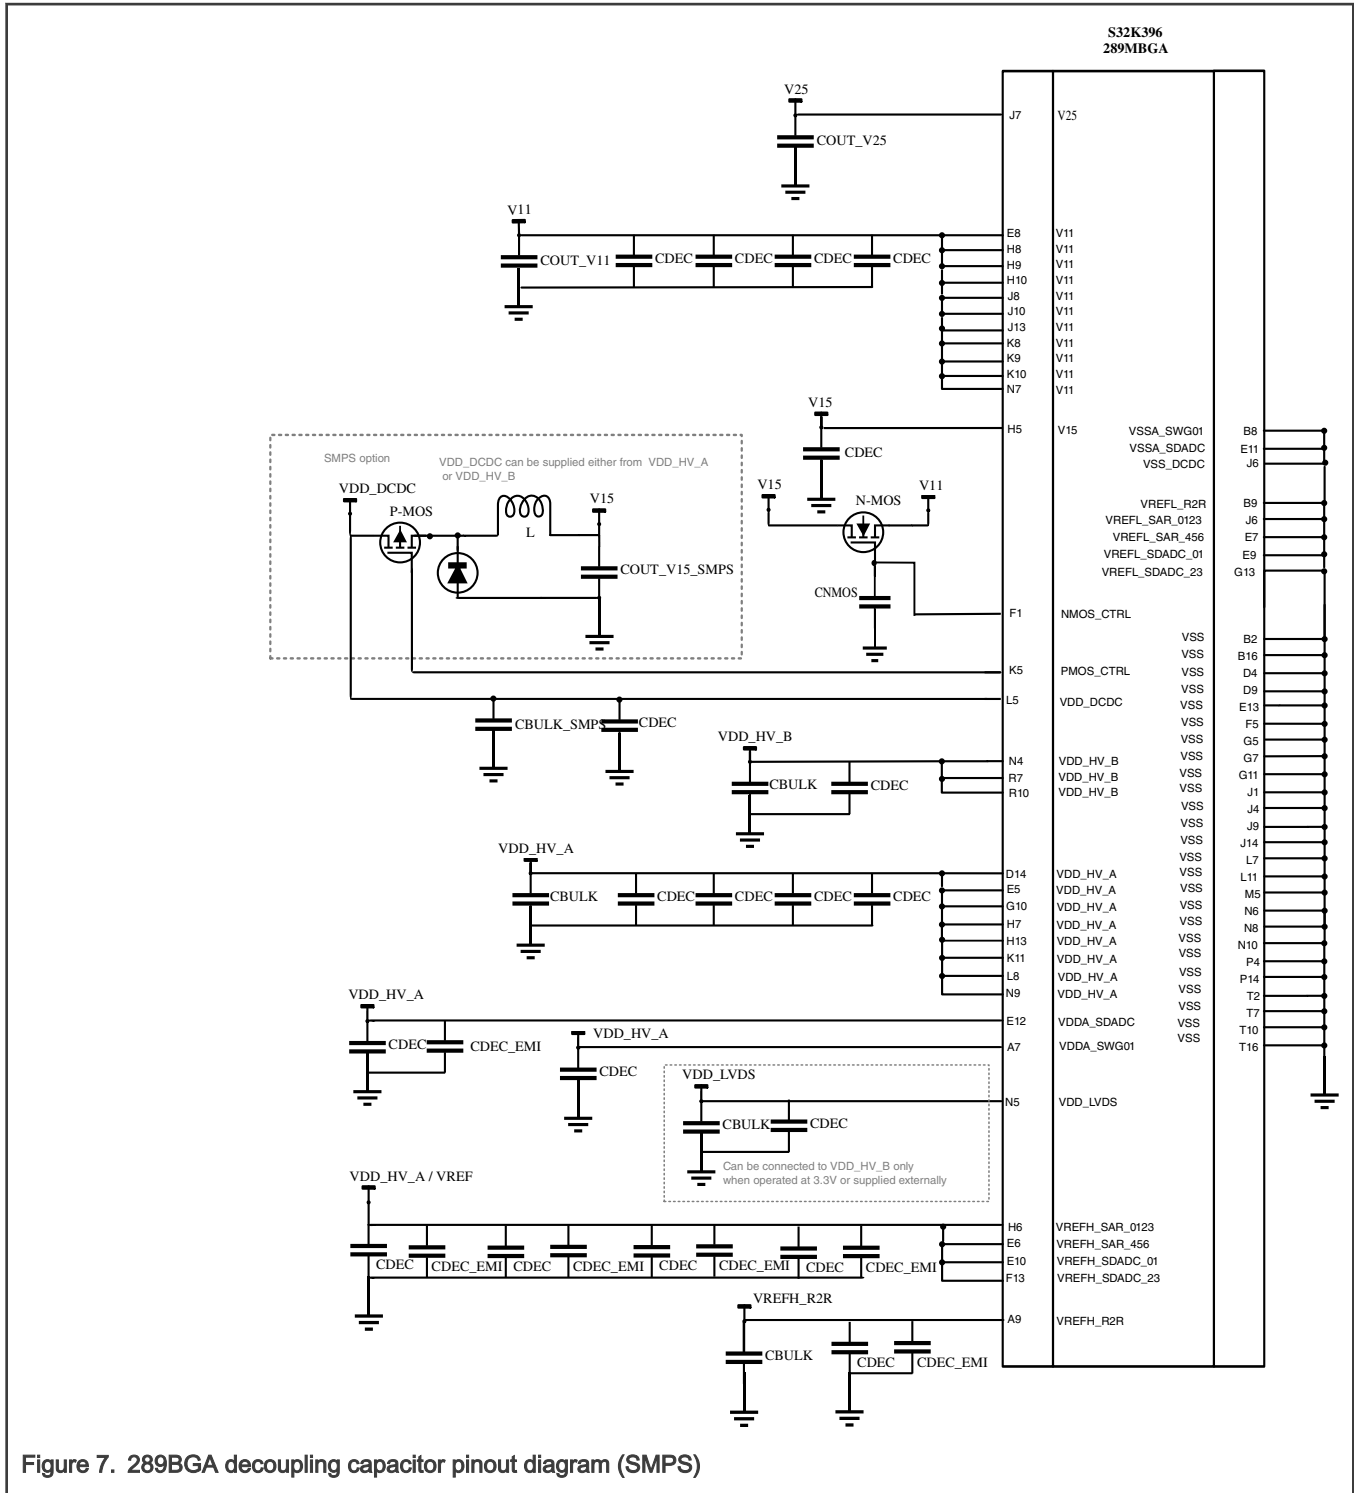 S32K396
289MBGA
V25
J7
V25
COUT_V25
V11
COUT_V11
CDEC
CDEC
CDEC
CDEC
E8 V11
H8 V11
H9 V11
H10 V11
J8 V11
J10 V11
J13 V11
K8 V11
K9 V11
K10 V11
N7 V11
V15
H5 V15
CDEC
VSSA_SWG01 B8
VSSA_SDADC E11
VSS_DCDC J6
SMPS option
VDD_DCDC can be supplied either from VDD_HV_A
or VDD_HV_B
VDD_DCDC
P-MOS
L
V15
COUT_V15_SMPS
V15
N-MOS
V11
CNMOS
VREFL_R2R B9
VREFL_SAR_0123 J6
VREFL_SAR_456 E7
VREFL_SDADC_01 E9
VREFL_SDADC_23 G13
F1 NMOS_CTRL
K5 PMOS_CTRL
L5 VDD_DCDC
CBULK_SMPS
CDEC
VDD_HV_B
CBULK
CDEC
N4 VDD_HV_B
R7 VDD_HV_B
R10 VDD_HV_B
VSS B2
VSS B16
VSS D4
VSS D9
VSS E13
VSS F5
VSS G5
VSS G7
VSS G11
VSS J1
VSS J4
VSS J9
VSS J14
VSS L7
VSS L11
VSS M5
VSS N6
VSS N8
VSS N10
VSS P4
VSS P14
VSS T2
VSS T7
VSS T10
VSS T16
VDD_HV_A
CBULK
CDEC
CDEC
CDEC
CDEC
D14 VDD_HV_A
E5 VDD_HV_A
G10 VDD_HV_A
H7 VDD_HV_A
H13 VDD_HV_A
K11 VDD_HV_A
L8 VDD_HV_A
N9 VDD_HV_A
VDD_HV_A
CDEC
CDEC_EMI
E12 VDDA_SDADC
VDD_HV_A
CDEC
A7 VDDA_SWG01
VDD_LVDS
CBULK
CDEC
N5 VDD_LVDS
Can be connected to VDD_HV_B only
when operated at 3.3V or supplied externally
VDD_HV_A / VREF
CDEC
CDEC_EMI
CDEC
CDEC_EMI
CDEC
CDEC_EMI
CDEC
CDEC_EMI
H6 VREFH_SAR_0123
E6 VREFH_SAR_456
E10 VREFH_SDADC_01
F13 VREFH_SDADC_23
VREFH_R2R
CBULK
CDEC
CDEC_EMI
A9 VREFH_R2R
Figure 7. 289BGA decoupling capacitor pinout diagram (SMPS)